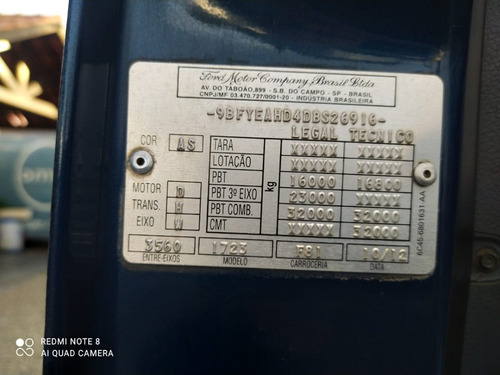 Ford Motor Company Brasil Ltda
AV. DO TABOÃO, 899 - S.B. DO CAMPO - SP - BRASIL
CNPJ/MF 03.470.727/0001-20 - INDÚSTRIA BRASILEIRA
-9BFYEAHD4DBS26916-
LEGAL TECNICO
COR AS TARA XXXXX XXXXX
LOTAÇÃO XXXXX XXXXX
PBT 16000 16800
MOTOR D PBT 3º EIXO 23000 XXXXX
TRANS. H PBT COMB. 32000 32000
EIXO W CMT XXXXX 32000
kg
3560 1723 F81 10/12
ENTRE-EIXOS MODELO CARROCERIA DATA
6C45-6801631-AA
REDMI NOTE 8
AI QUAD CAMERA